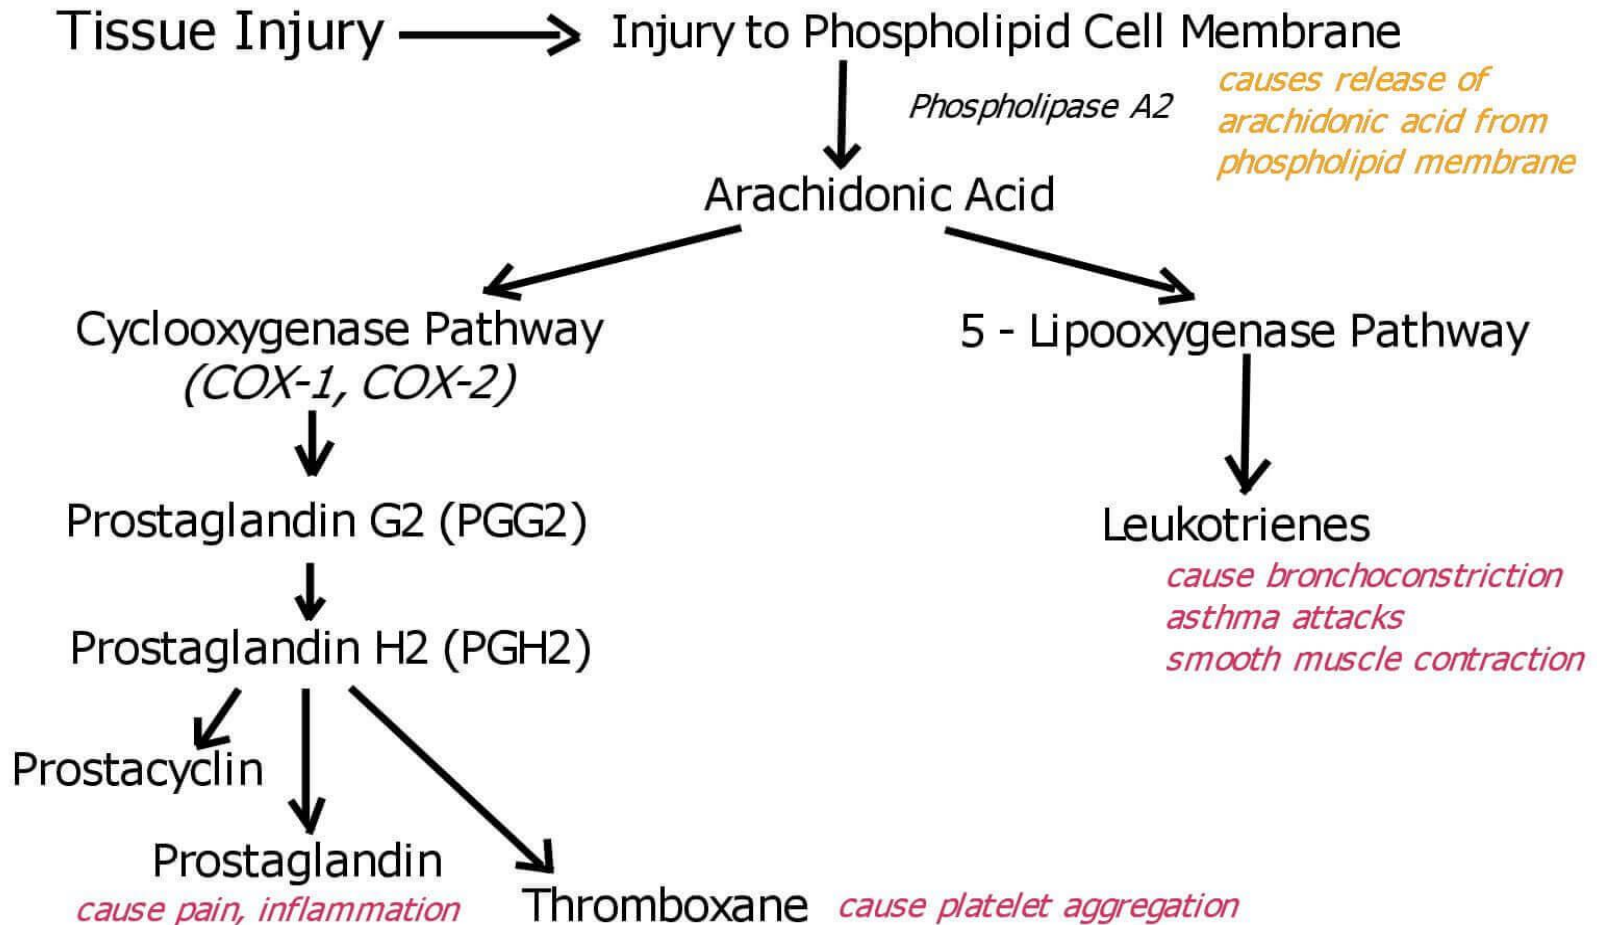 Tissue Injury
Injury to Phospholipid Cell Membrane
Phospholipase A2
causes release of
arachidonic acid from
phospholipid membrane
Arachidonic Acid
Cyclooxygenase Pathway
(COX-1, COX-2)
5 - Lipooxygenase Pathway
Prostaglandin G2 (PGG2)
Leukotrienes
cause bronchoconstriction
asthma attacks
smooth muscle contraction
Prostaglandin H2 (PGH2)
Prostacyclin
Prostaglandin
cause pain, inflammation
Thromboxane
cause platelet aggregation